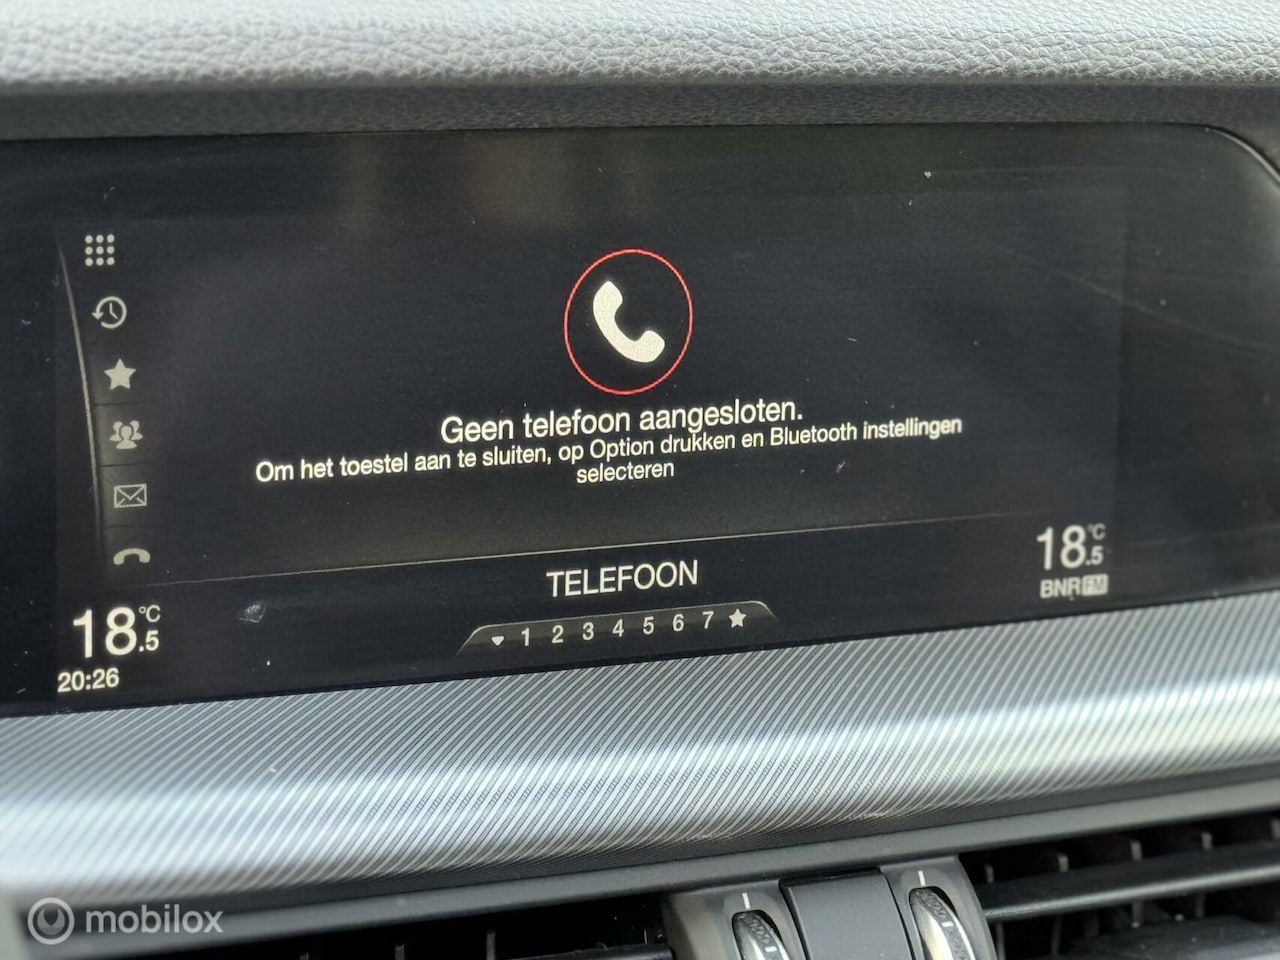 Geen telefoon aangesloten.
Om het toestel aan te sluiten, op Option drukken en Bluetooth instellingen
selecteren
TELEFOON
1 2 3 4 5 6 7
18.5 °C
20:26
18.5 °C
BNR FM
mobilox